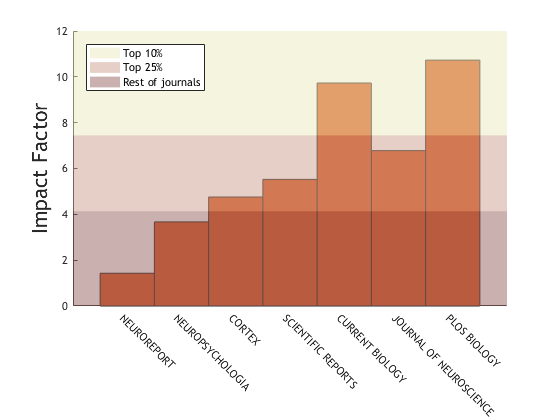 12
10
8
6
4
2
0
Impact Factor
Top 10%
Top 25%
Rest of journals
NEUROREPORT
NEUROPSYCHOLOGIA
CORTEX
SCIENTIFIC REPORTS
CURRENT BIOLOGY
JOURNAL OF NEUROSCIENCE
PLOS BIOLOGY